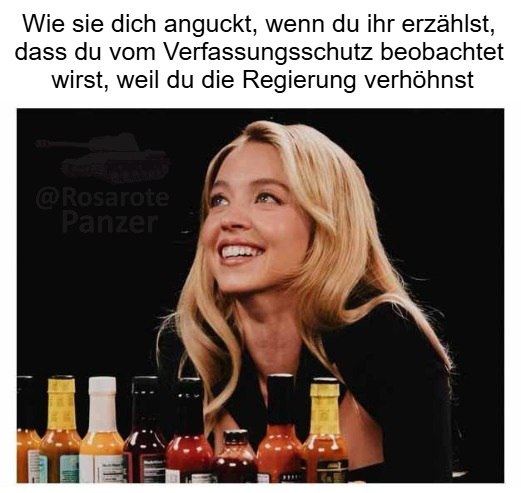 Wie sie dich anguckt, wenn du ihr erzählst,
dass du vom Verfassungsschutz beobachtet
wirst, weil du die Regierung verhöhnst
@Rosarote
Panzer